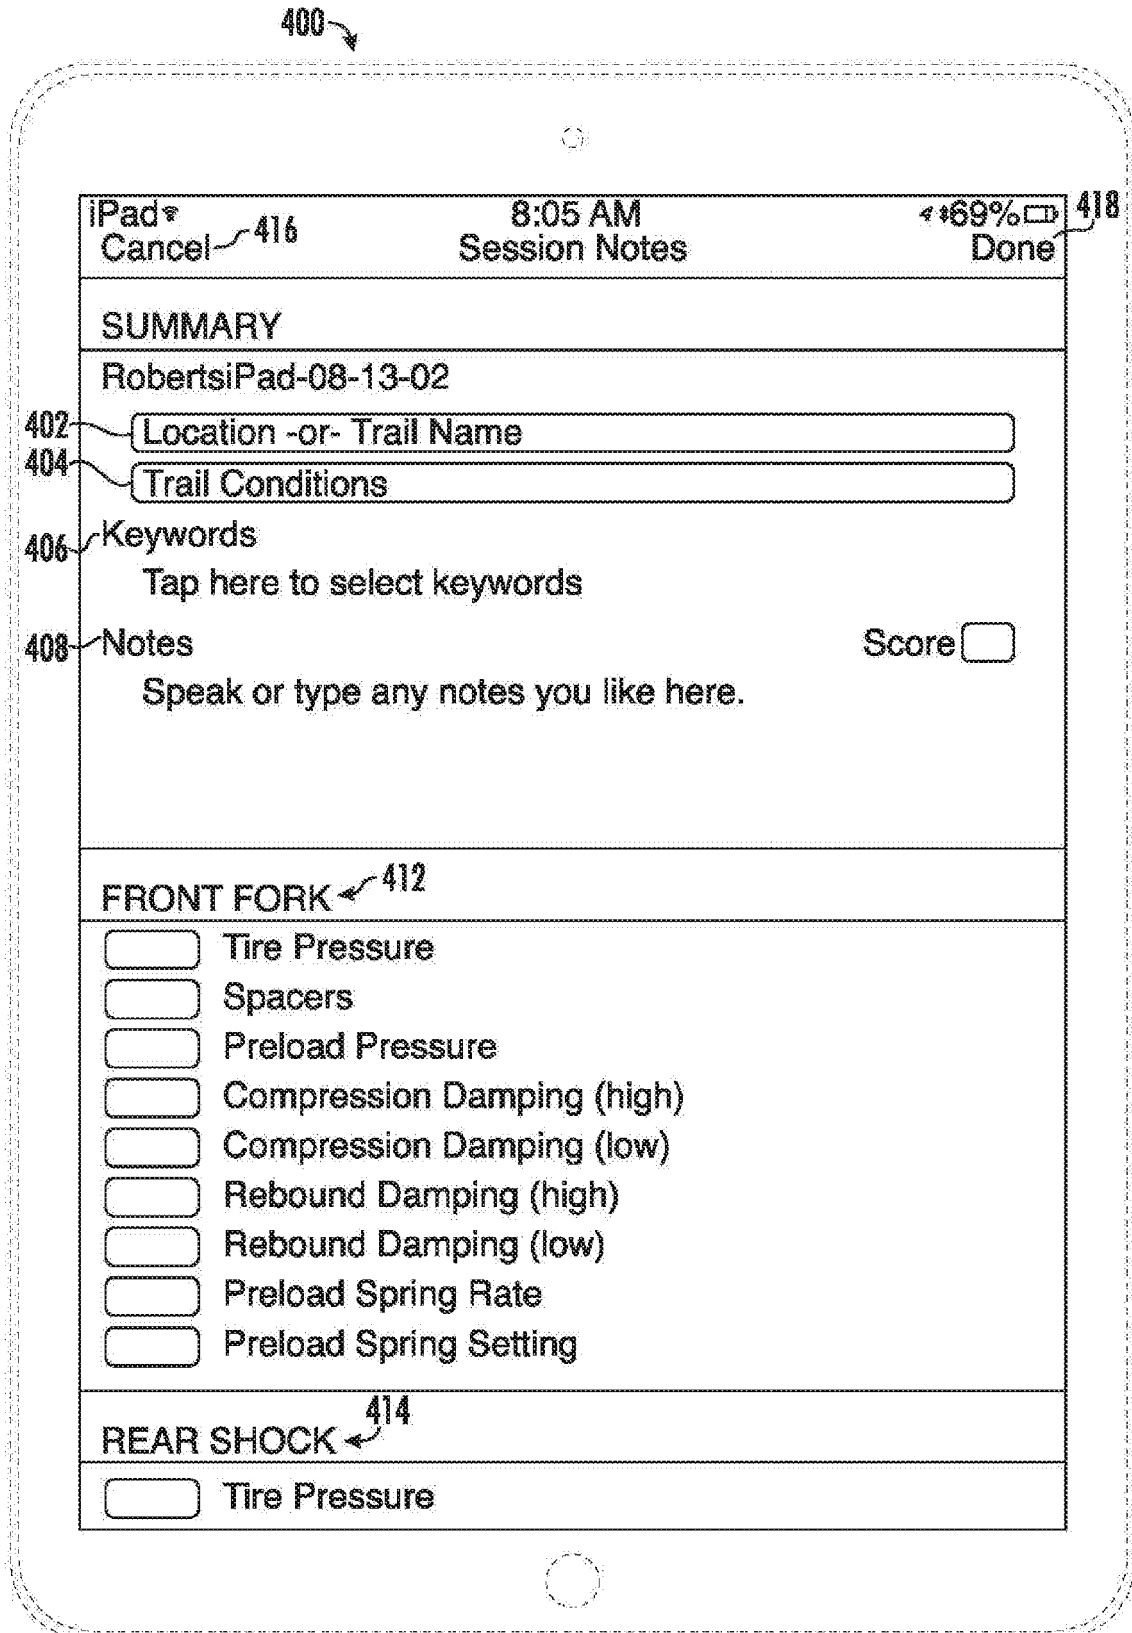 400
iPad 8:05 AM 69% 418
Cancel 416 Session Notes Done
SUMMARY
RobertsiPad-08-13-02
402 Location -or- Trail Name
404 Trail Conditions
406 Keywords
Tap here to select keywords
408 Notes Score
Speak or type any notes you like here.
FRONT FORK 412
Tire Pressure
Spacers
Preload Pressure
Compression Damping (high)
Compression Damping (low)
Rebound Damping (high)
Rebound Damping (low)
Preload Spring Rate
Preload Spring Setting
REAR SHOCK 414
Tire Pressure